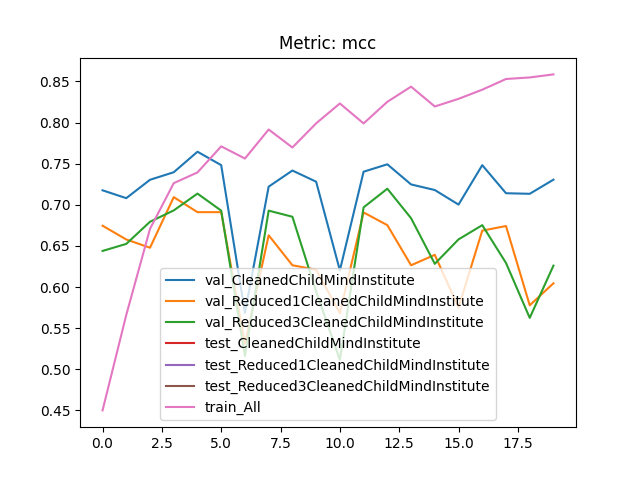 Metric: mcc
0.85
0.80
0.75
0.70
0.65
0.60
0.55
0.50
0.45
val_CleanedChildMindInstitute
val_Reduced1CleanedChildMindInstitute
val_Reduced3CleanedChildMindInstitute
test_CleanedChildMindInstitute
test_Reduced1CleanedChildMindInstitute
test_Reduced3CleanedChildMindInstitute
train_All
0.0 2.5 5.0 7.5 10.0 12.5 15.0 17.5